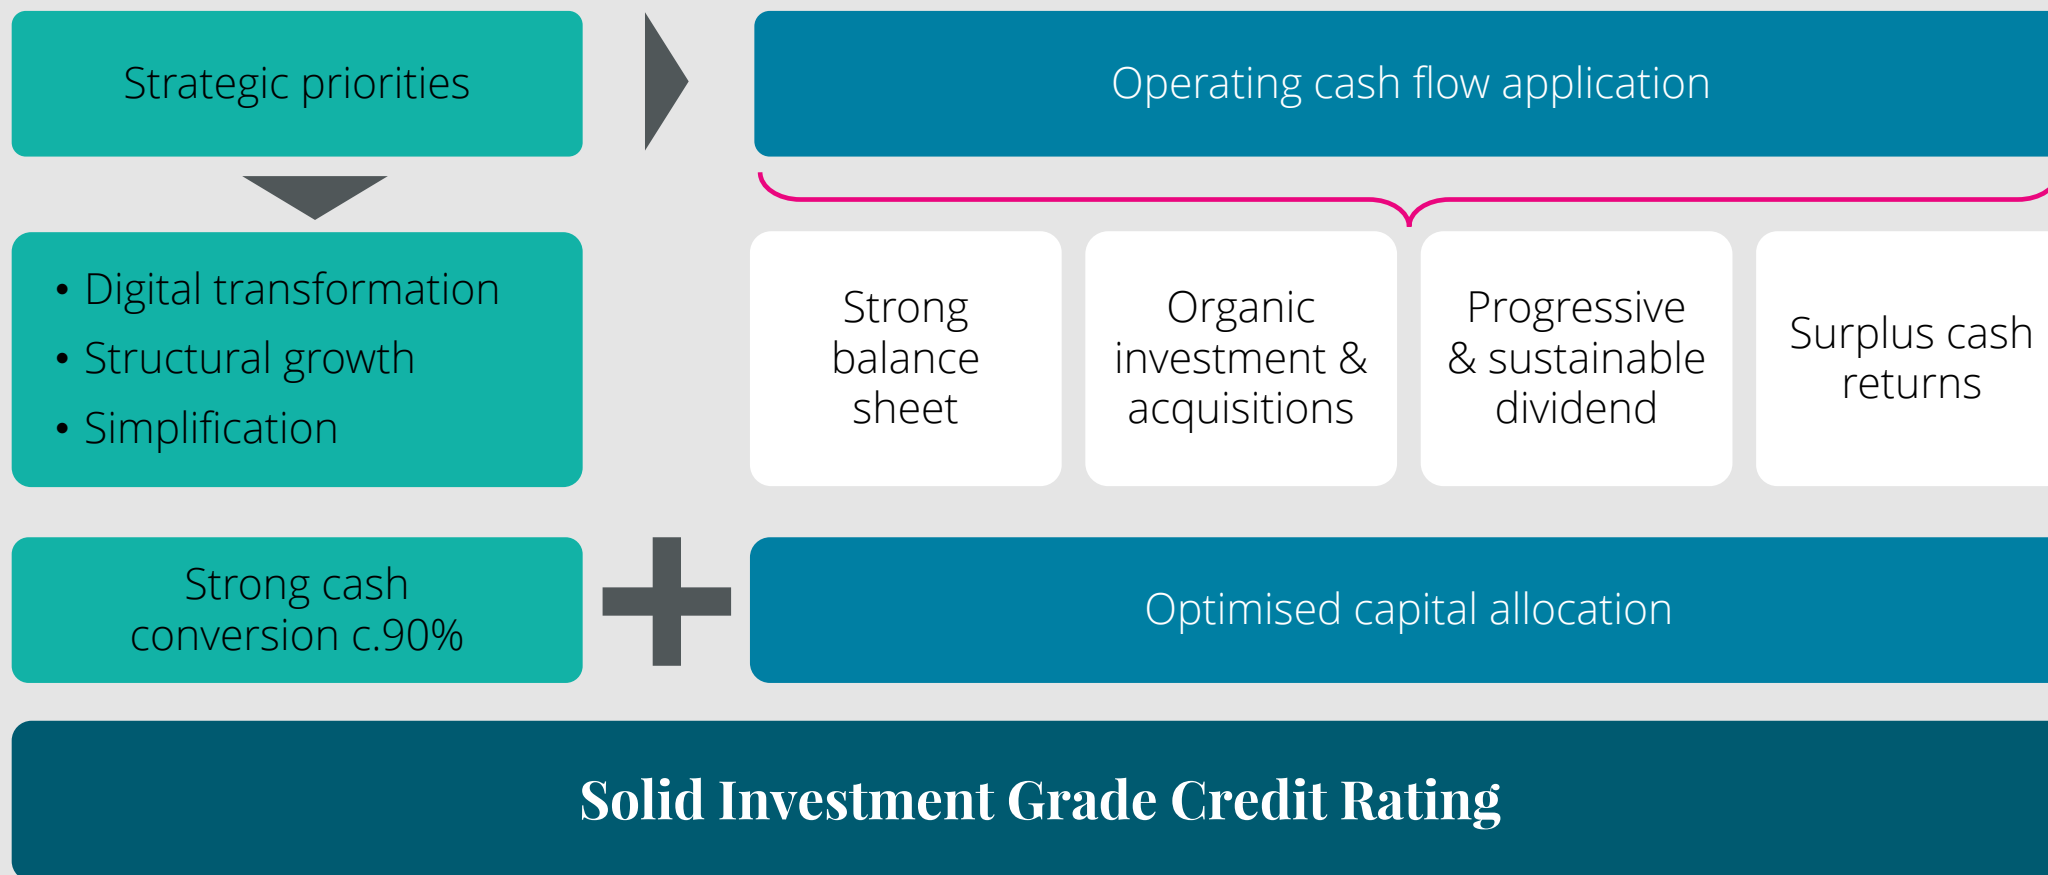 Strategic priorities
Operating cash flow application
• Digital transformation
• Structural growth
• Simplification
Strong
balance
sheet
Organic
investment &
acquisitions
Progressive
& sustainable
dividend
Surplus cash
returns
Strong cash
conversion c.90%
Optimised capital allocation
Solid Investment Grade Credit Rating